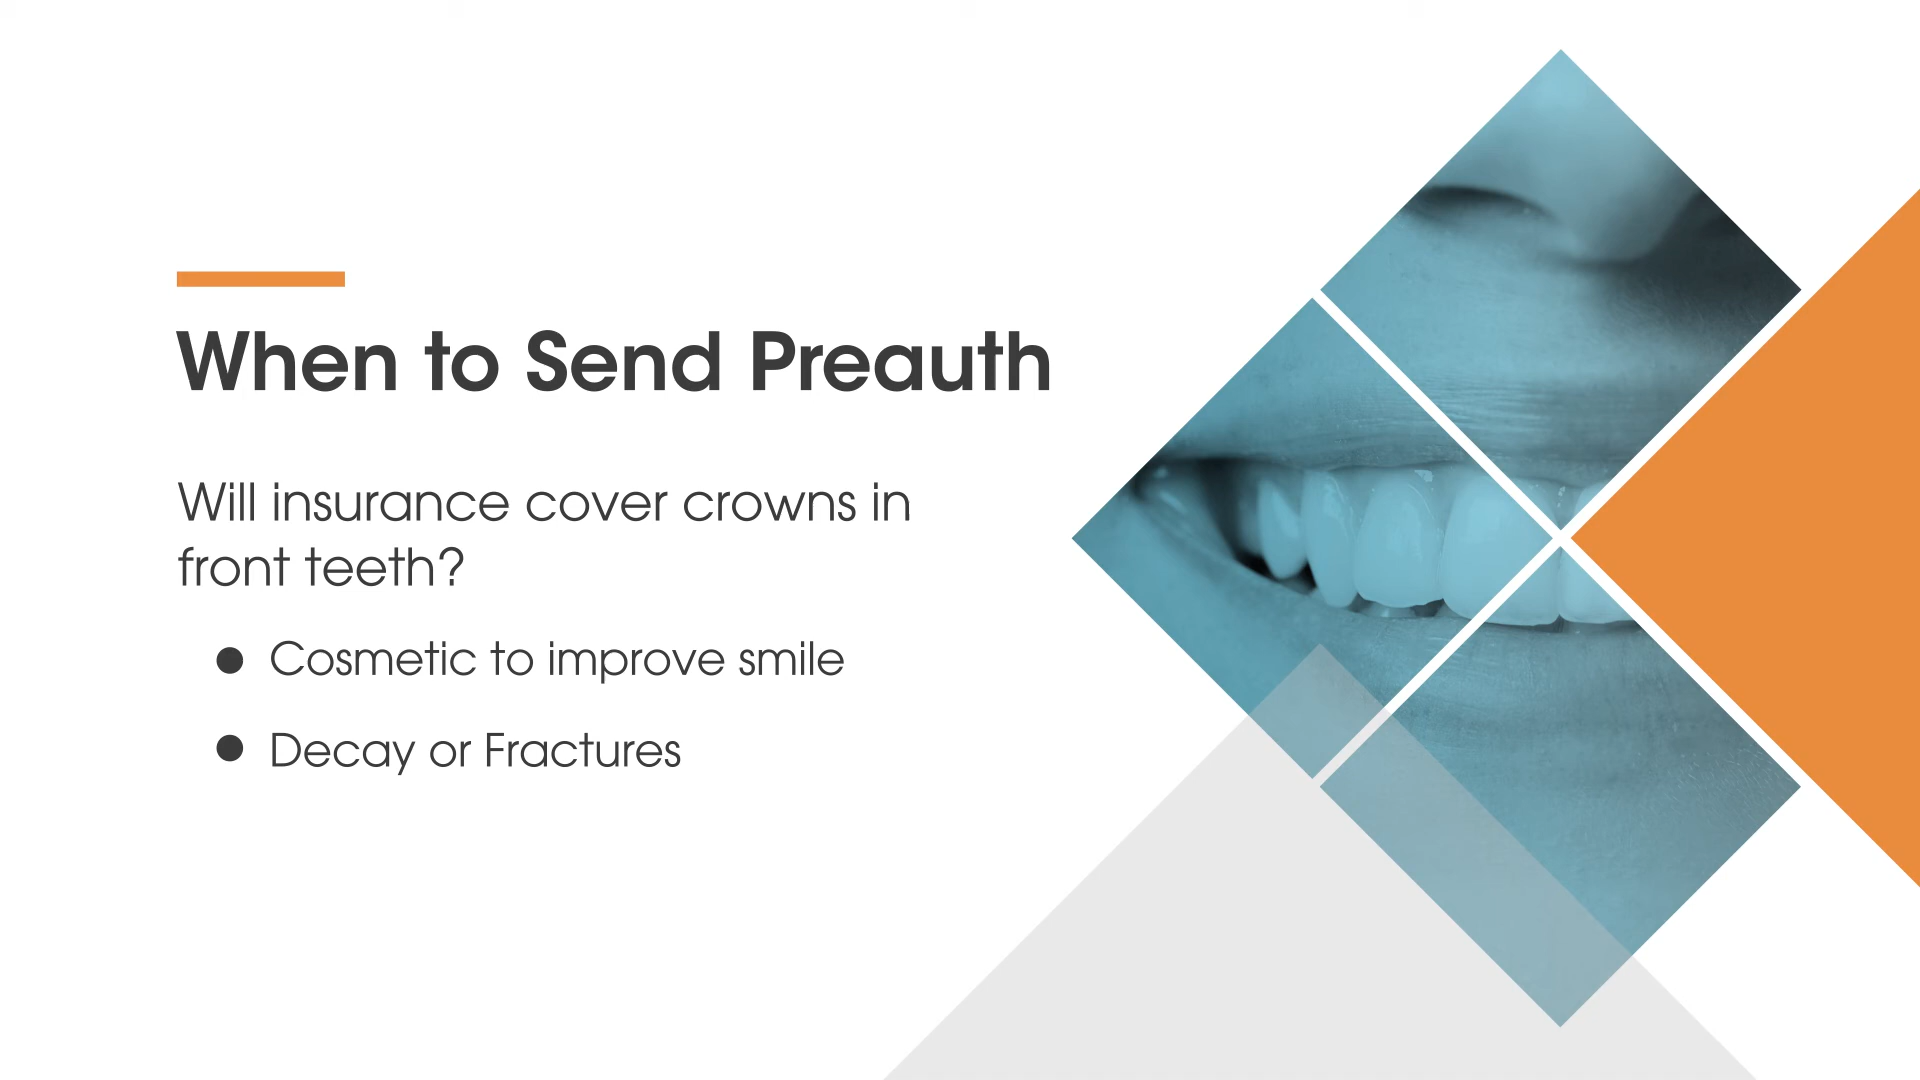 When to Send Preauth
Will insurance cover crowns in
front teeth?
● Cosmetic to improve smile
● Decay or Fractures